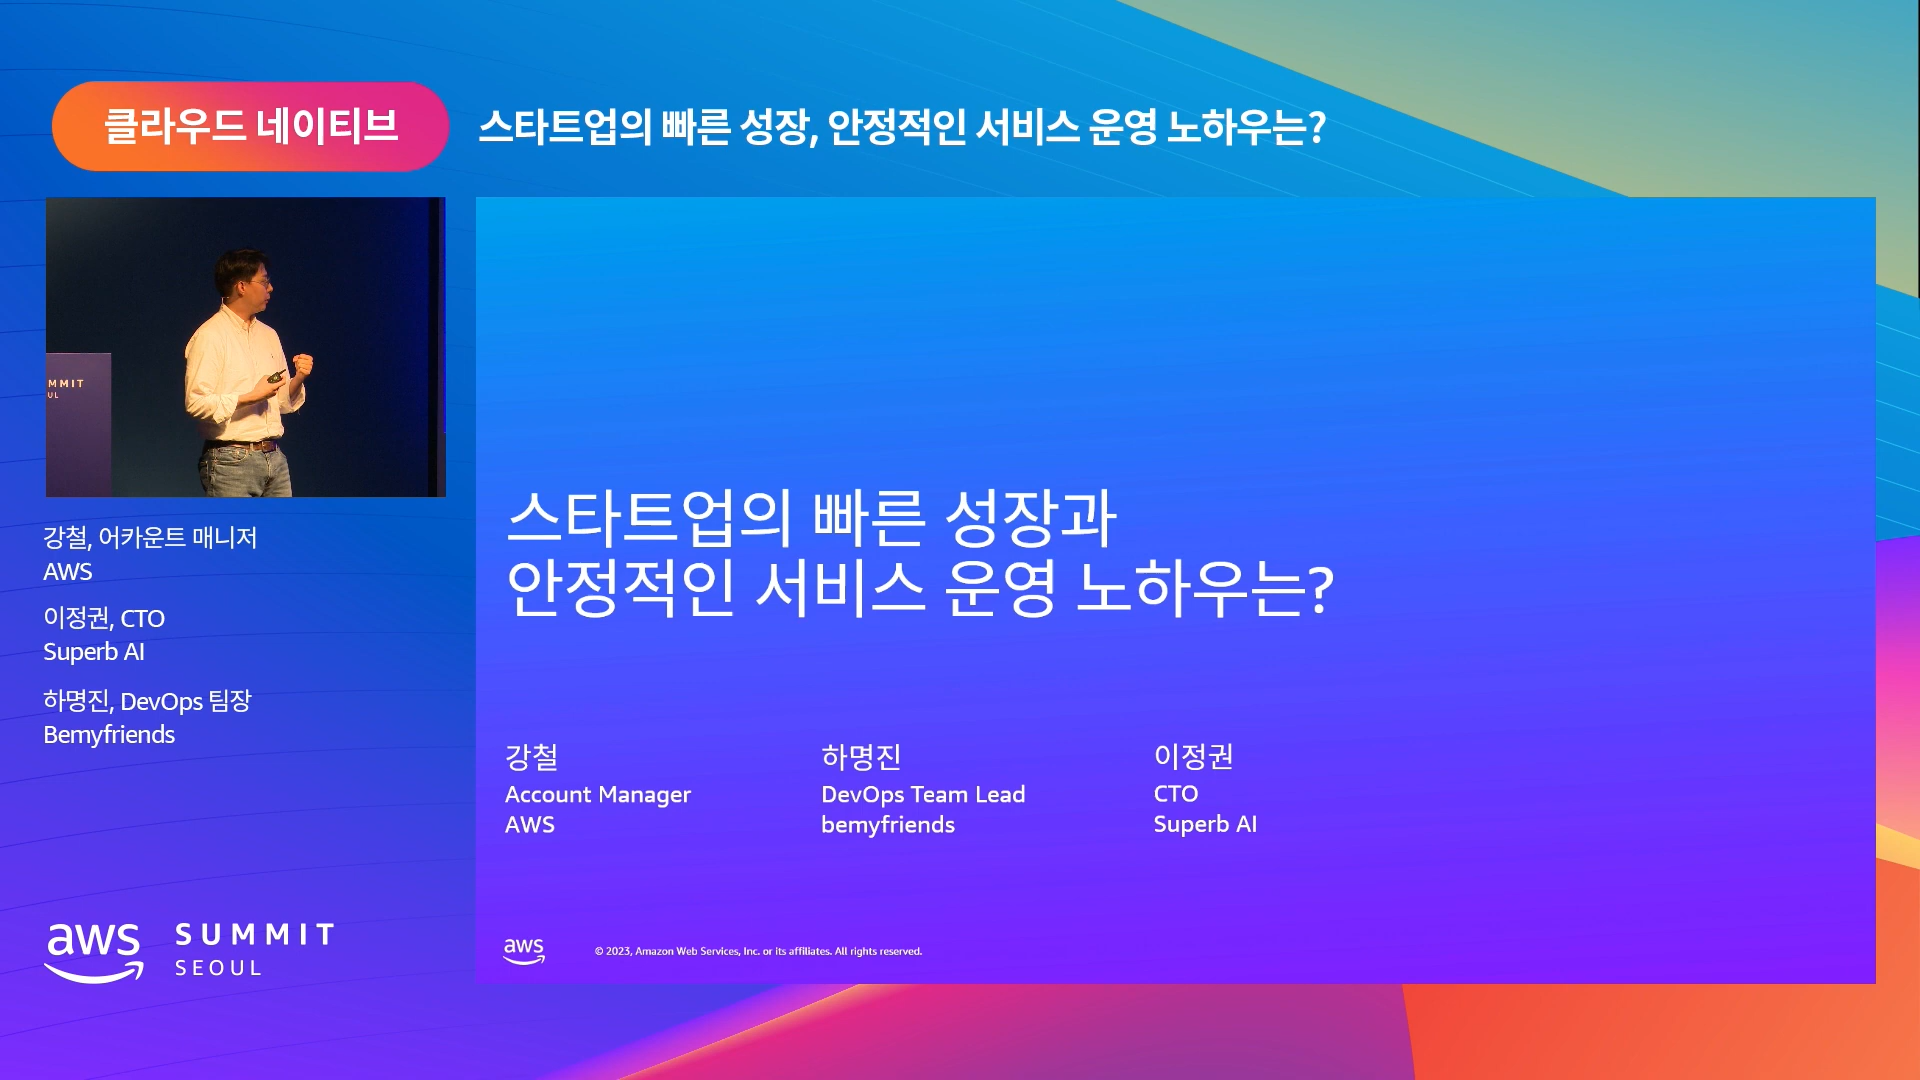 클라우드 네이티브
스타트업의 빠른 성장, 안정적인 서비스 운영 노하우는?
MMIT
UL
강철, 어카운트 매니저
AWS
이정권, CTO
Superb AI
하명진, DevOps 팀장
Bemyfriends
aws
SUMMIT
SEOUL
스타트업의 빠른 성장과
안정적인 서비스 운영 노하우는?
강철
Account Manager
AWS
하명진
DevOps Team Lead
bemyfriends
이정권
CTO
Superb AI
aws
© 2023, Amazon Web Services, Inc. or its affiliates. All rights reserved.